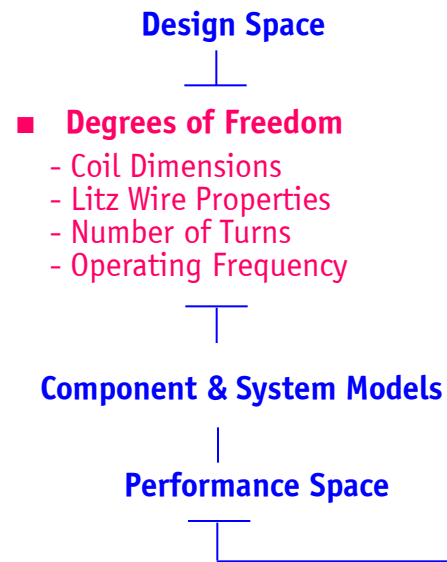 Design Space
■ Degrees of Freedom
- Coil Dimensions
- Litz Wire Properties
- Number of Turns
- Operating Frequency
Component & System Models
Performance Space